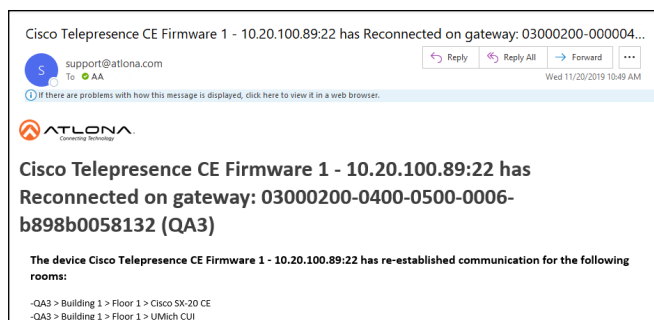 Cisco Telepresence CE Firmware 1 - 10.20.100.89:22 has Reconnected on gateway: 03000200-000004...
S
support@atlona.com
To AA
Reply
Reply All
Forward
...
Wed 11/20/2019 10:49 AM
If there are problems with how this message is displayed, click here to view it in a web browser.
ATLONA.
Connecting Technology
Cisco Telepresence CE Firmware 1 - 10.20.100.89:22 has
Reconnected on gateway: 03000200-0400-0500-0006-
b898b0058132 (QA3)
The device Cisco Telepresence CE Firmware 1 - 10.20.100.89:22 has re-established communication for the following
rooms:
-QA3 > Building 1 > Floor 1 > Cisco SX-20 CE
-QA3 > Building 1 > Floor 1 > UMich CUI